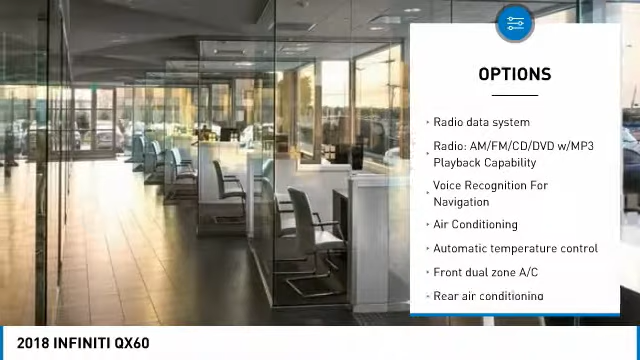 OPTIONS
Radio data system
Radio: AM/FM/CD/DVD w/MP3
Playback Capability
Voice Recognition For
Navigation
Air Conditioning
Automatic temperature control
Front dual zone A/C
Rear air conditioning
2018 INFINITI QX60